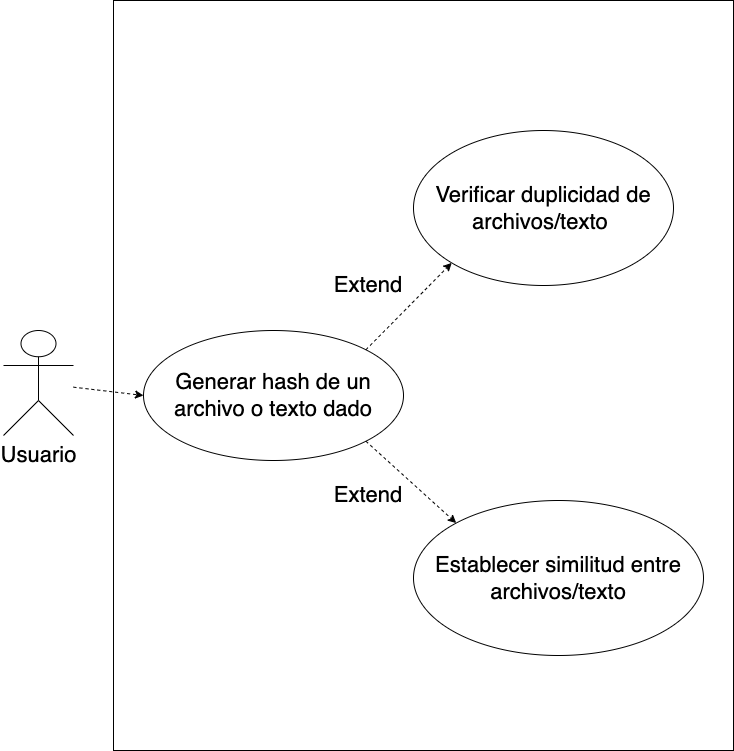 Verificar duplicidad de
archivos/texto
Extend
Generar hash de un
archivo o texto dado
Usuario
Extend
Establecer similitud entre
archivos/texto